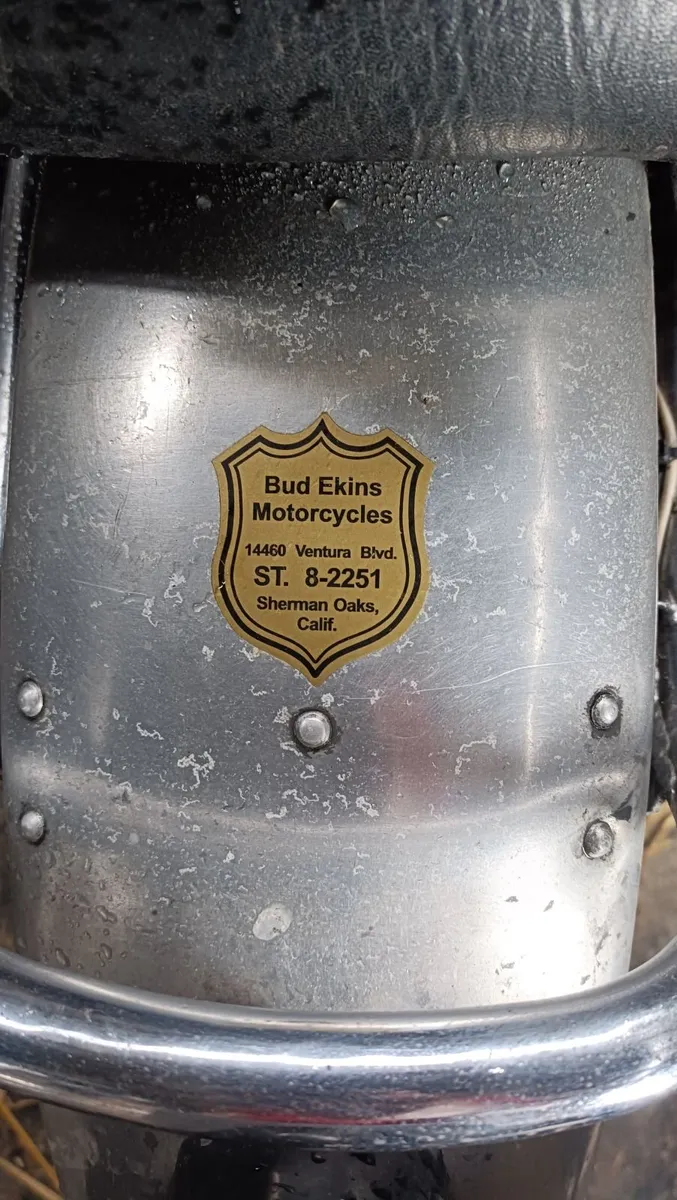 Bud Ekins
Motorcycles
14460 Ventura Blvd.
ST. 8-2251
Sherman Oaks,
Calif.